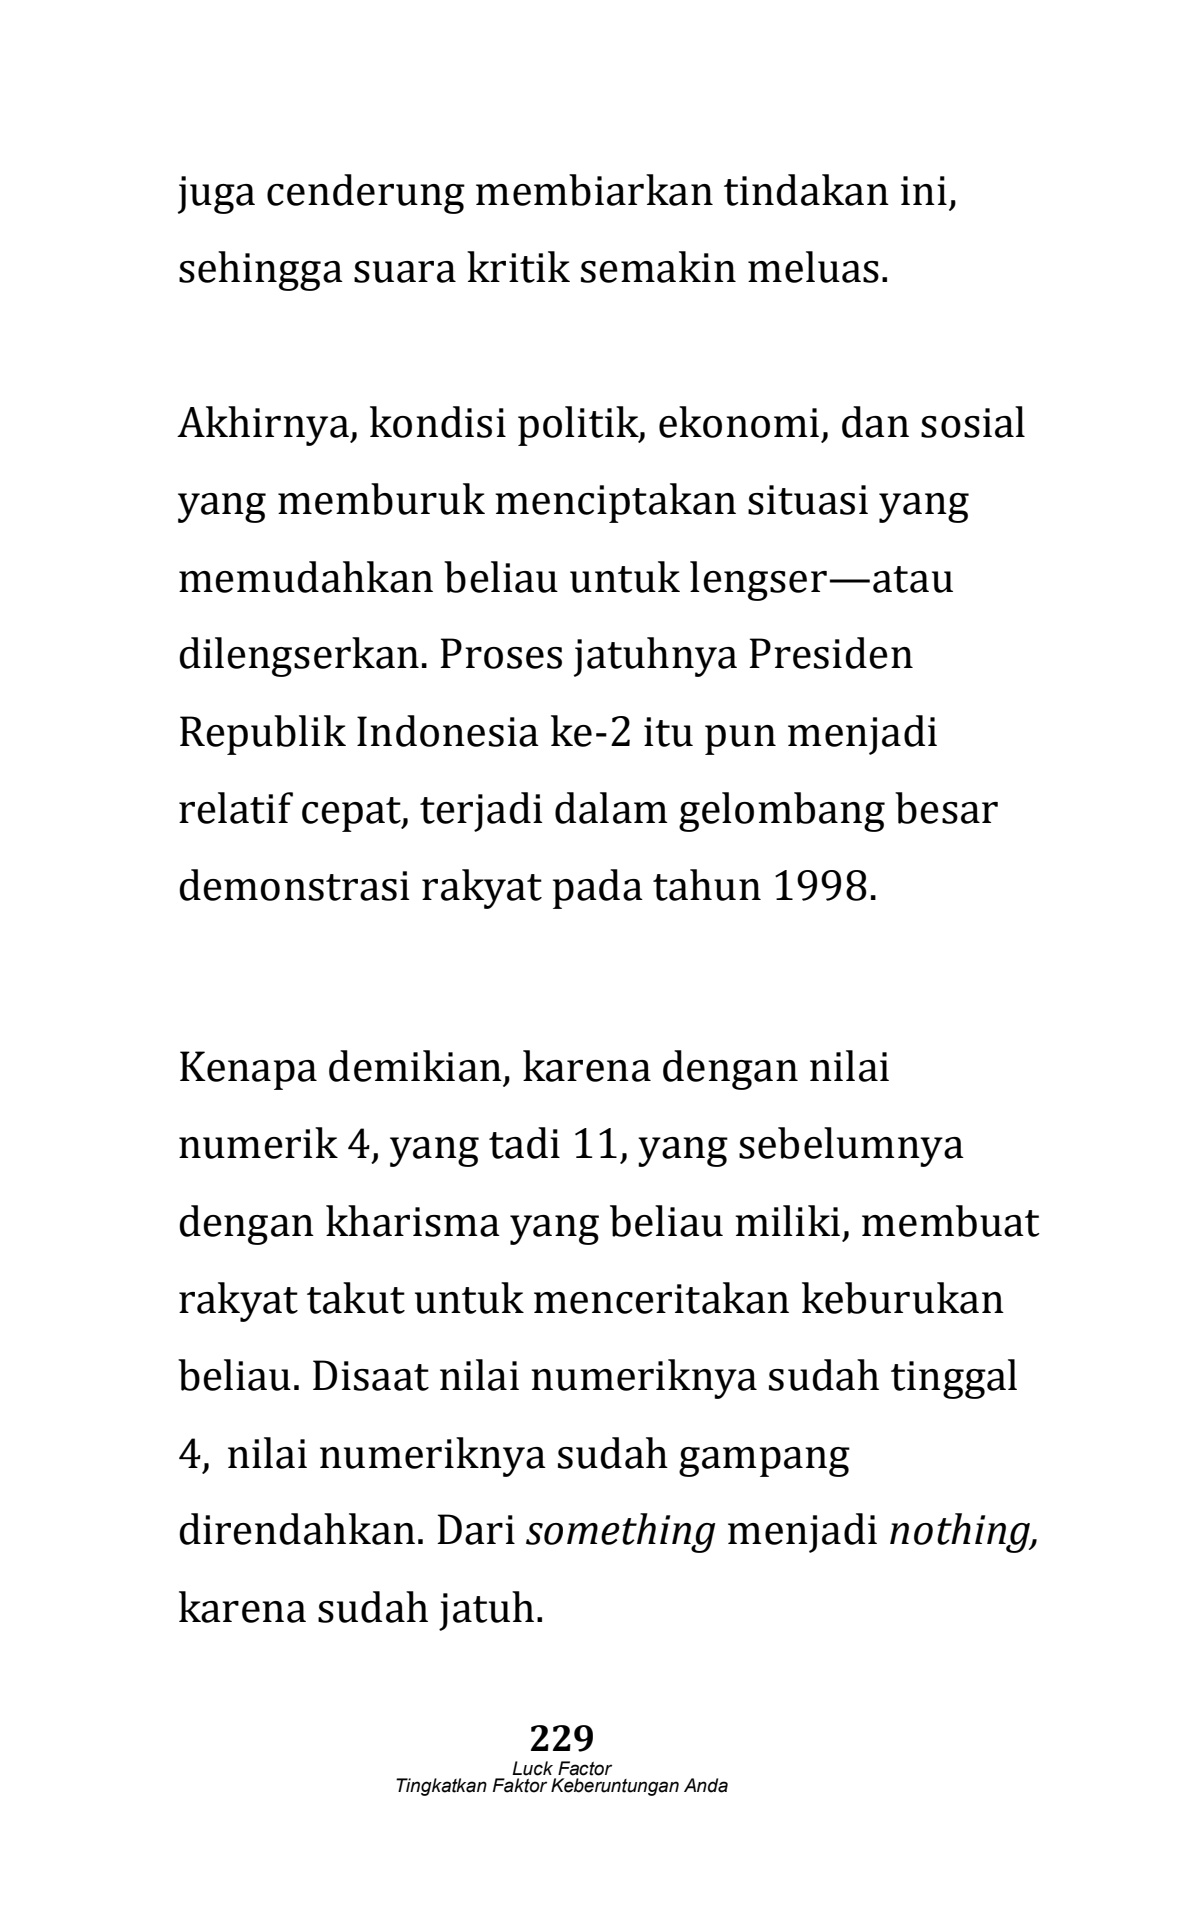 juga cenderung membiarkan tindakan ini,
sehingga suara kritik semakin meluas.
Akhirnya, kondisi politik, ekonomi, dan sosial
yang memburuk menciptakan situasi yang
memudahkan beliau untuk lengser—atau
dilengserkan. Proses jatuhnya Presiden
Republik Indonesia ke-2 itu pun menjadi
relatif cepat, terjadi dalam gelombang besar
demonstrasi rakyat pada tahun 1998.
Kenapa demikian, karena dengan nilai
numerik 4, yang tadi 11, yang sebelumnya
dengan kharisma yang beliau miliki, membuat
rakyat takut untuk menceritakan keburukan
beliau. Disaat nilai numeriknya sudah tinggal
4, nilai numeriknya sudah gampang
direndahkan. Dari something menjadi nothing,
karena sudah jatuh.
229
Luck Factor
Tingkatkan Faktor Keberuntungan Anda